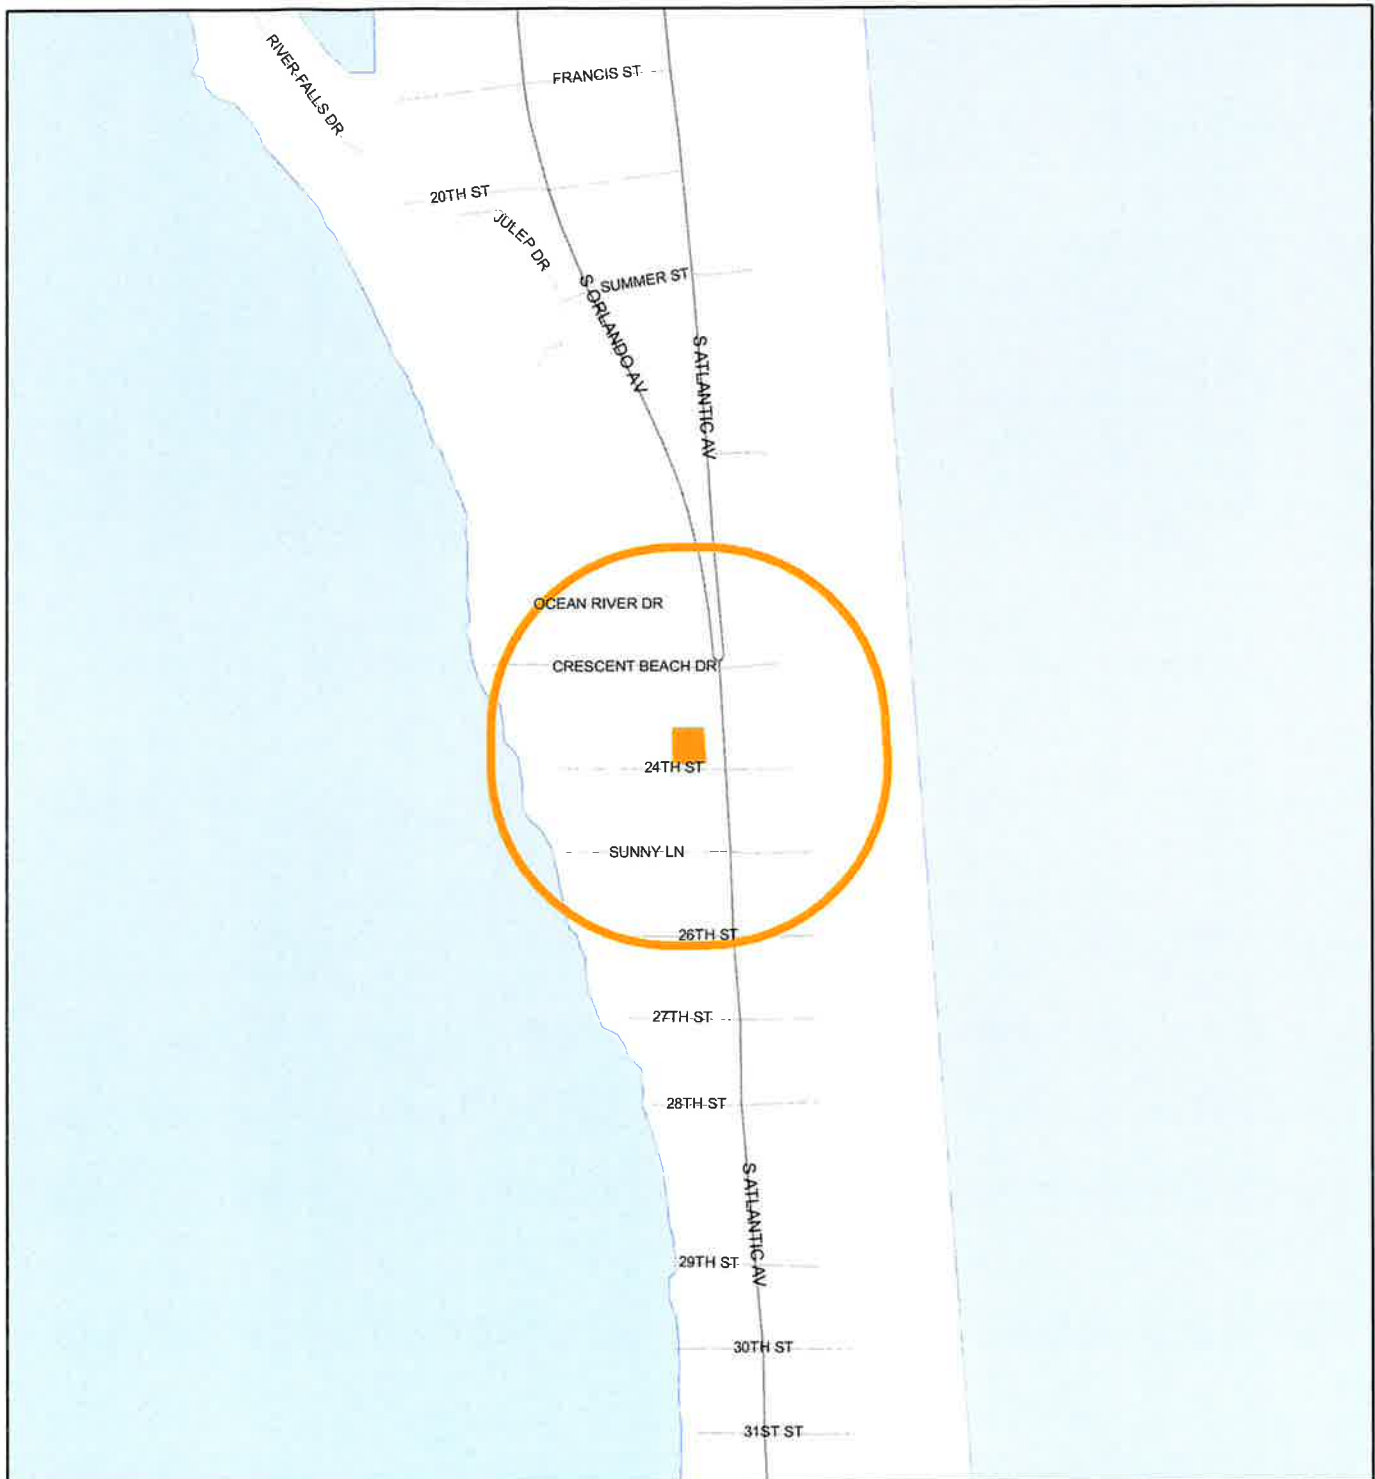 RIVER FALLS DR
FRANCIS ST
20TH ST
JULEP DR
SUMMER ST
S ORLANDO AV
S ATLANTIC AV
OCEAN RIVER DR
CRESCENT BEACH DR
24TH ST
SUNNY LN
26TH ST
27TH ST
28TH ST
S ATLANTIC AV
29TH ST
30TH ST
31ST ST